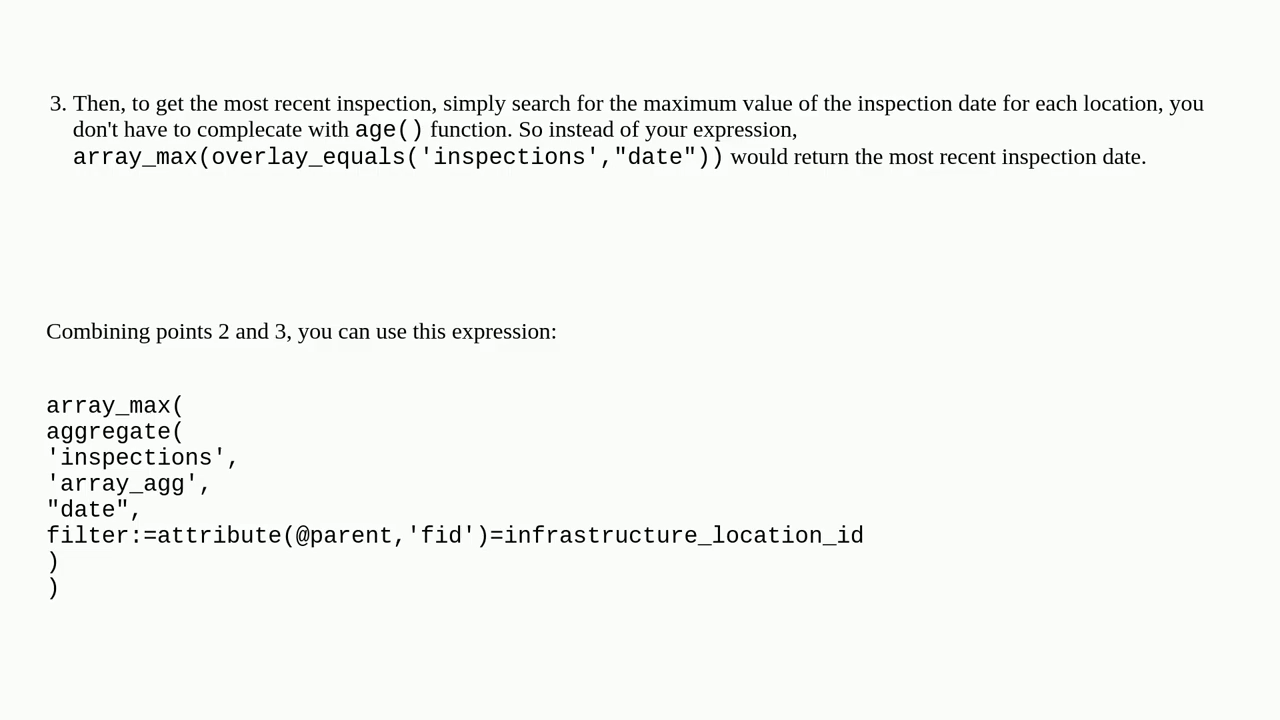 3. Then, to get the most recent inspection, simply search for the maximum value of the inspection date for each location, you
don't have to complecate with age() function. So instead of your expression,
array_max(overlay_equals('inspections',"date")) would return the most recent inspection date.
Combining points 2 and 3, you can use this expression:
array_max(
aggregate(
'inspections',
'array_agg',
"date",
filter:=attribute(@parent,'fid')=infrastructure_location_id
)
)